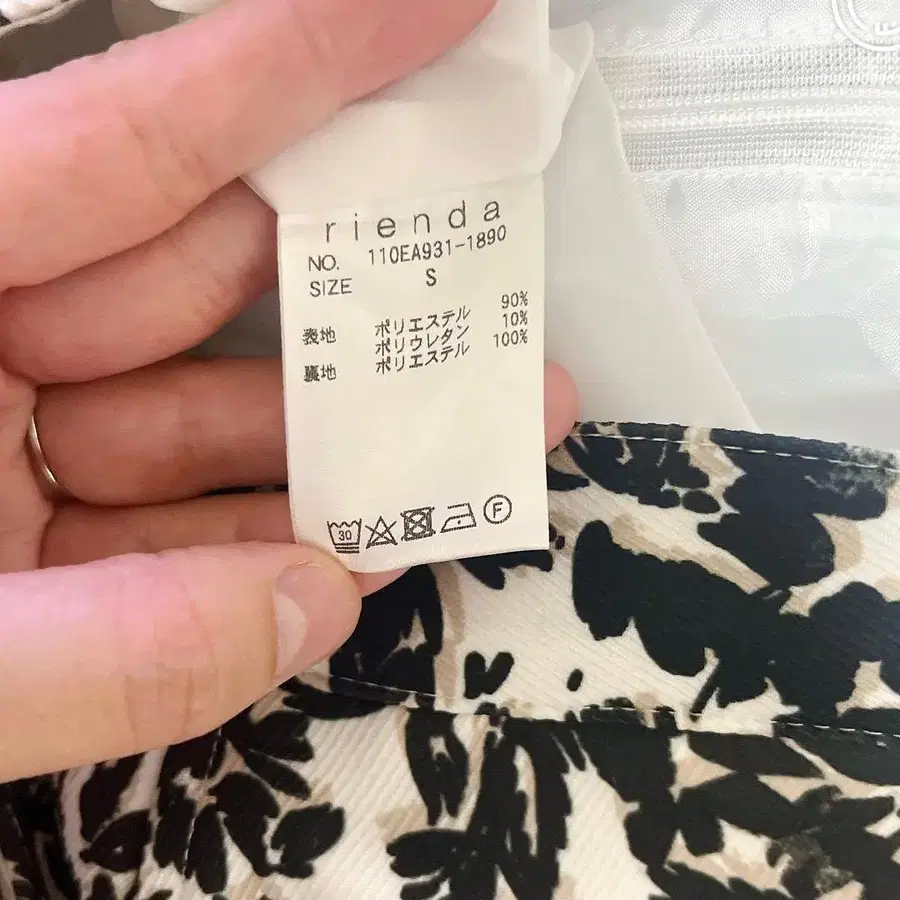 rienda
NO. 110EA931-1890
SIZE S
表地 ポリエステル 90%
ポリウレタン 10%
裏地 ポリエステル 100%
30
F